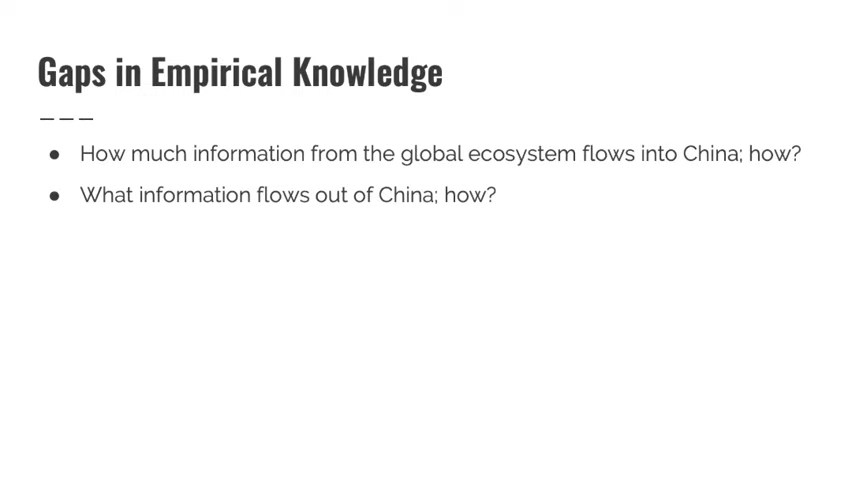 Gaps in Empirical Knowledge
● How much information from the global ecosystem flows into China; how?
● What information flows out of China; how?